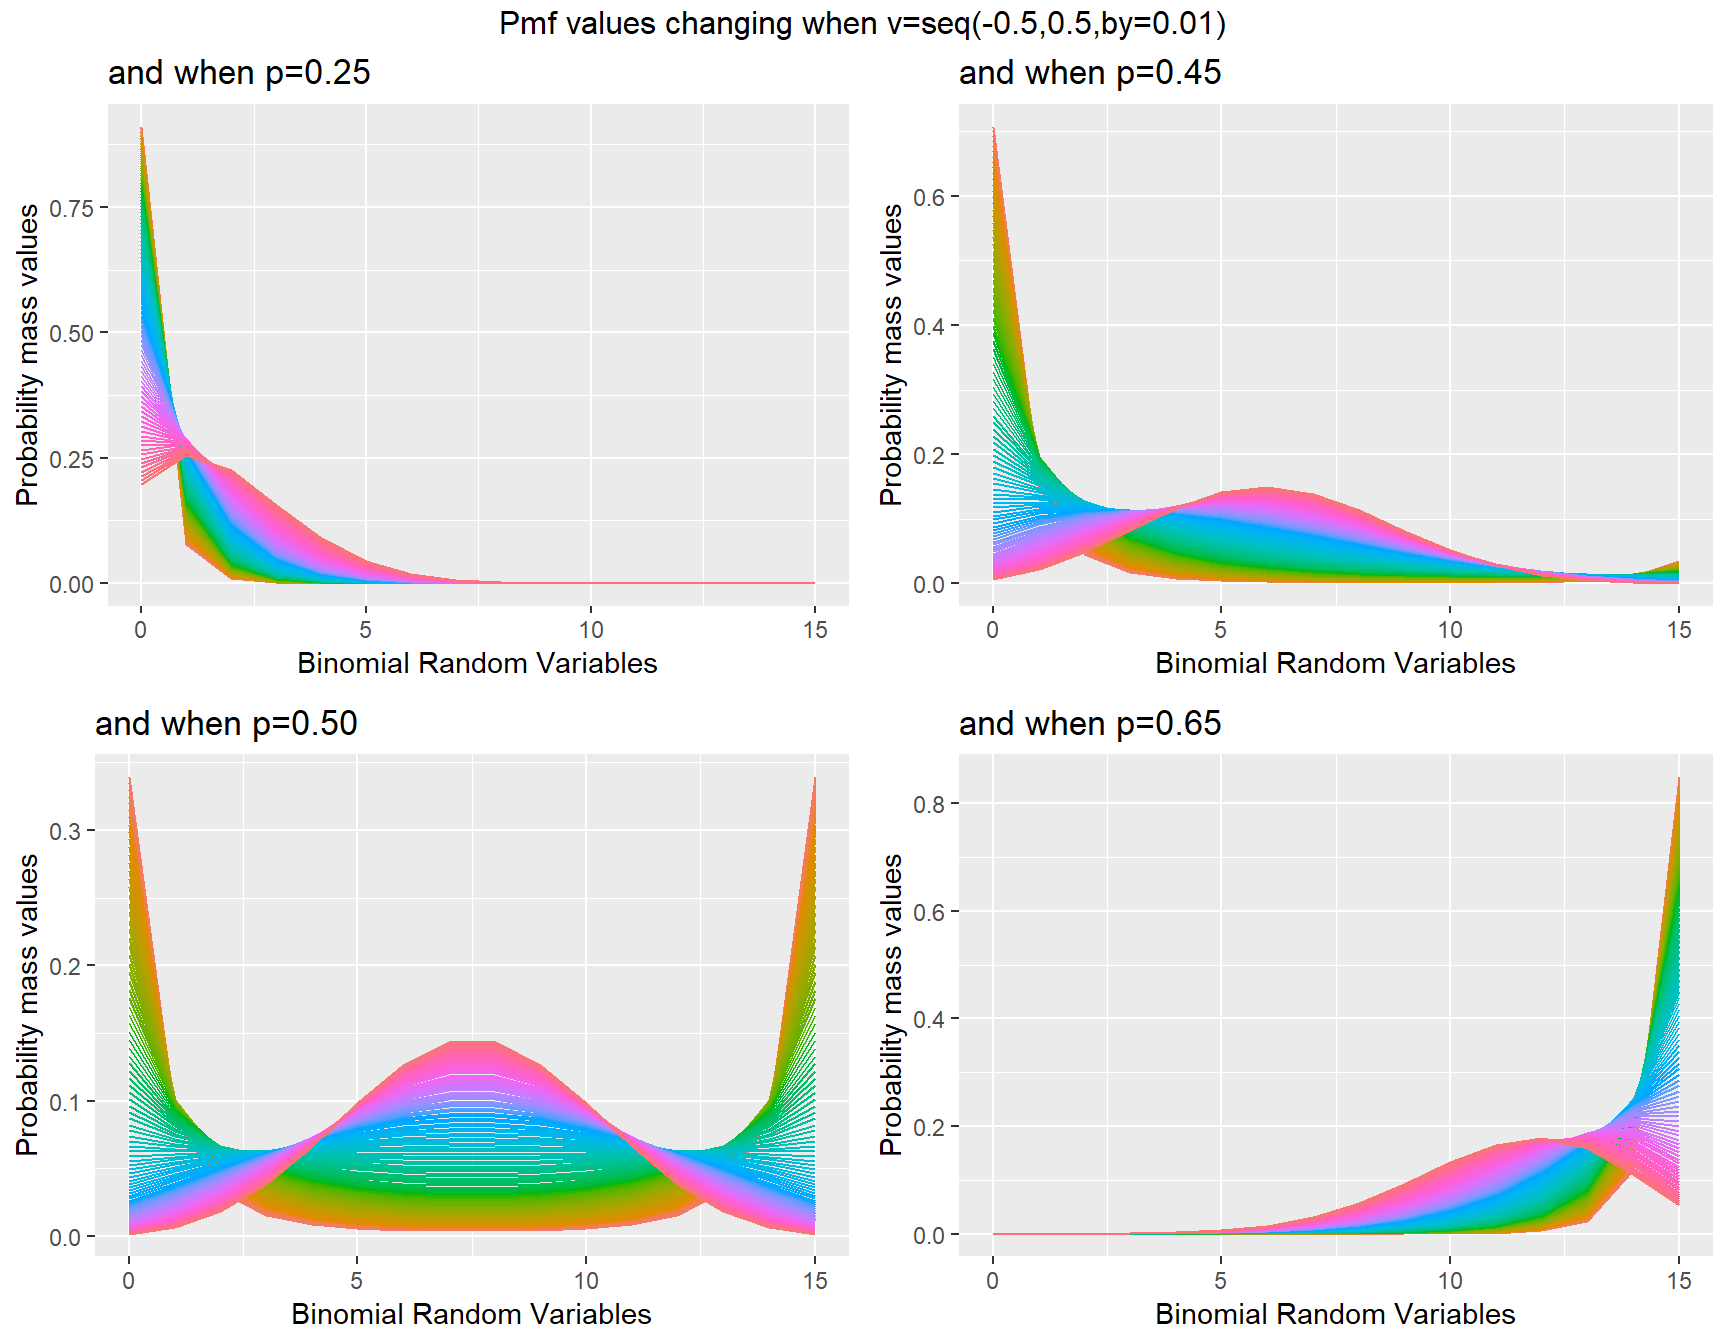 Pmf values changing when v=seq(-0.5,0.5,by=0.01)
and when p=0.25
Probability mass values
0.75
0.50
0.25
0.00
0 5 10 15
Binomial Random Variables
and when p=0.45
Probability mass values
0.6
0.4
0.2
0.0
0 5 10 15
Binomial Random Variables
and when p=0.50
Probability mass values
0.3
0.2
0.1
0.0
0 5 10 15
Binomial Random Variables
and when p=0.65
Probability mass values
0.8
0.6
0.4
0.2
0.0
0 5 10 15
Binomial Random Variables